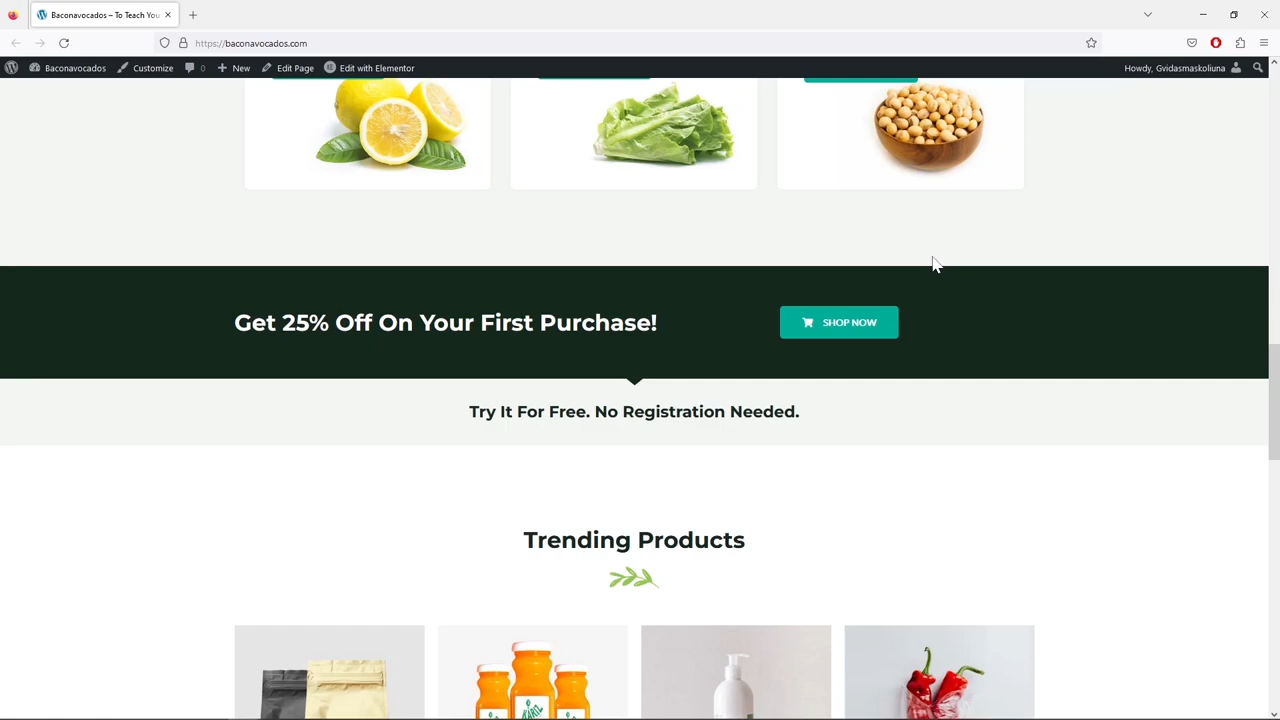 Baconavocados – To Teach You
https://baconavocados.com
Baconavocados
Customize
0
New
Edit Page
Edit with Elementor
Howdy, Gvidasmaskoliuna
Get 25% Off On Your First Purchase!
SHOP NOW
Try It For Free. No Registration Needed.
Trending Products